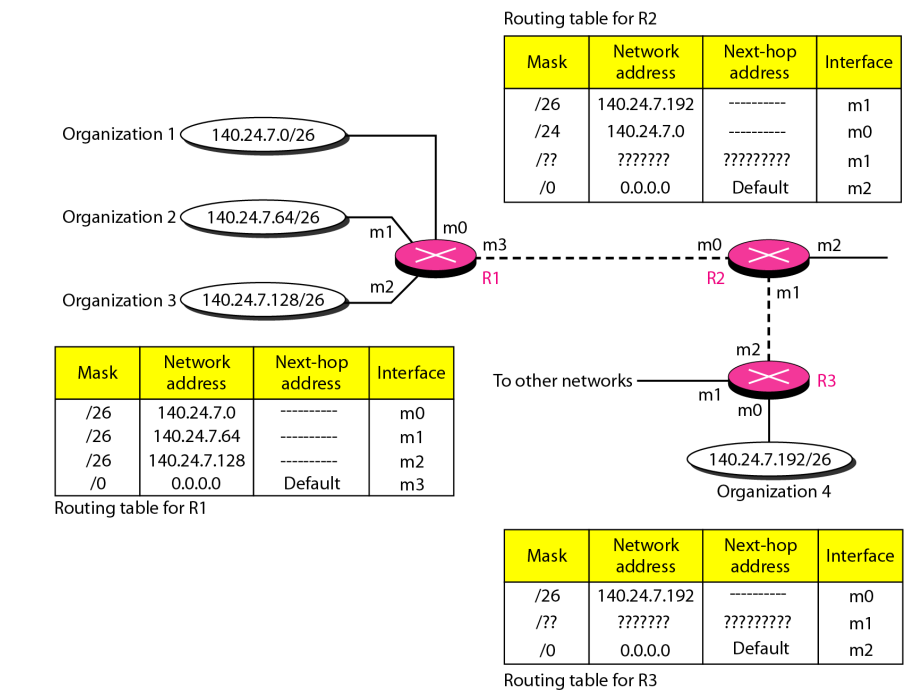 Routing table for R2
Mask Network address Next-hop address Interface
/26 140.24.7.192 ---------- m1
/24 140.24.7.0 ---------- m0
/?? ??????? ????????? m1
/0 0.0.0.0 Default m2
Organization 1 140.24.7.0/26
Organization 2 140.24.7.64/26
Organization 3 140.24.7.128/26
m0
m1
m2
m3
R1
m0
R2
m2
m1
m2
R3
To other networks
m1
m0
140.24.7.192/26
Organization 4
Mask Network address Next-hop address Interface
/26 140.24.7.0 ---------- m0
/26 140.24.7.64 ---------- m1
/26 140.24.7.128 ---------- m2
/0 0.0.0.0 Default m3
Routing table for R1
Mask Network address Next-hop address Interface
/26 140.24.7.192 ---------- m0
/?? ??????? ????????? m1
/0 0.0.0.0 Default m2
Routing table for R3